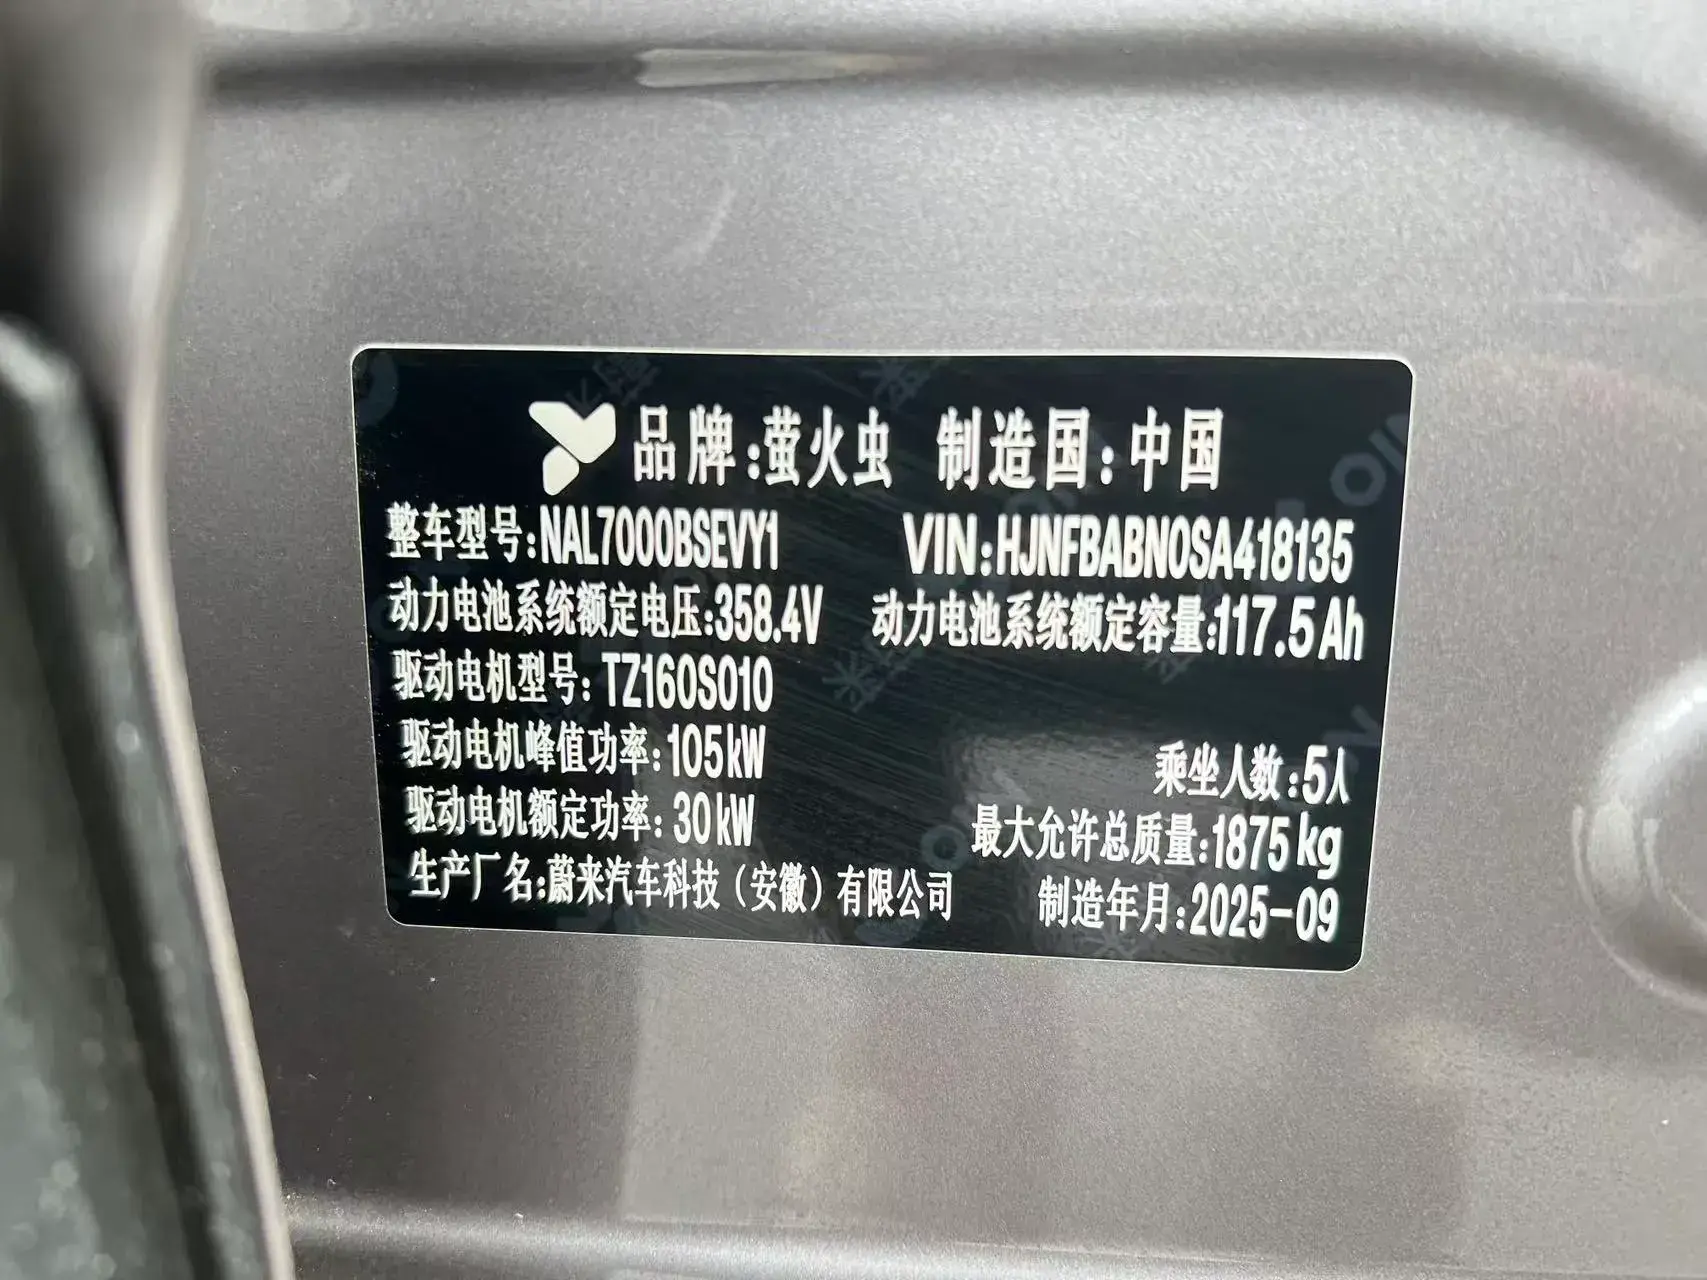 品牌:萤火虫 制造国:中国
整车型号:NAL7000BSEVY1 VIN:HJNFBABN0SA418135
动力电池系统额定电压:358.4V 动力电池系统额定容量:117.5Ah
驱动电机型号:TZ160S010
驱动电机峰值功率:105kW 乘坐人数:5人
驱动电机额定功率:30kW 最大允许总质量:1875kg
生产厂名:蔚来汽车科技(安徽)有限公司 制造年月:2025-09